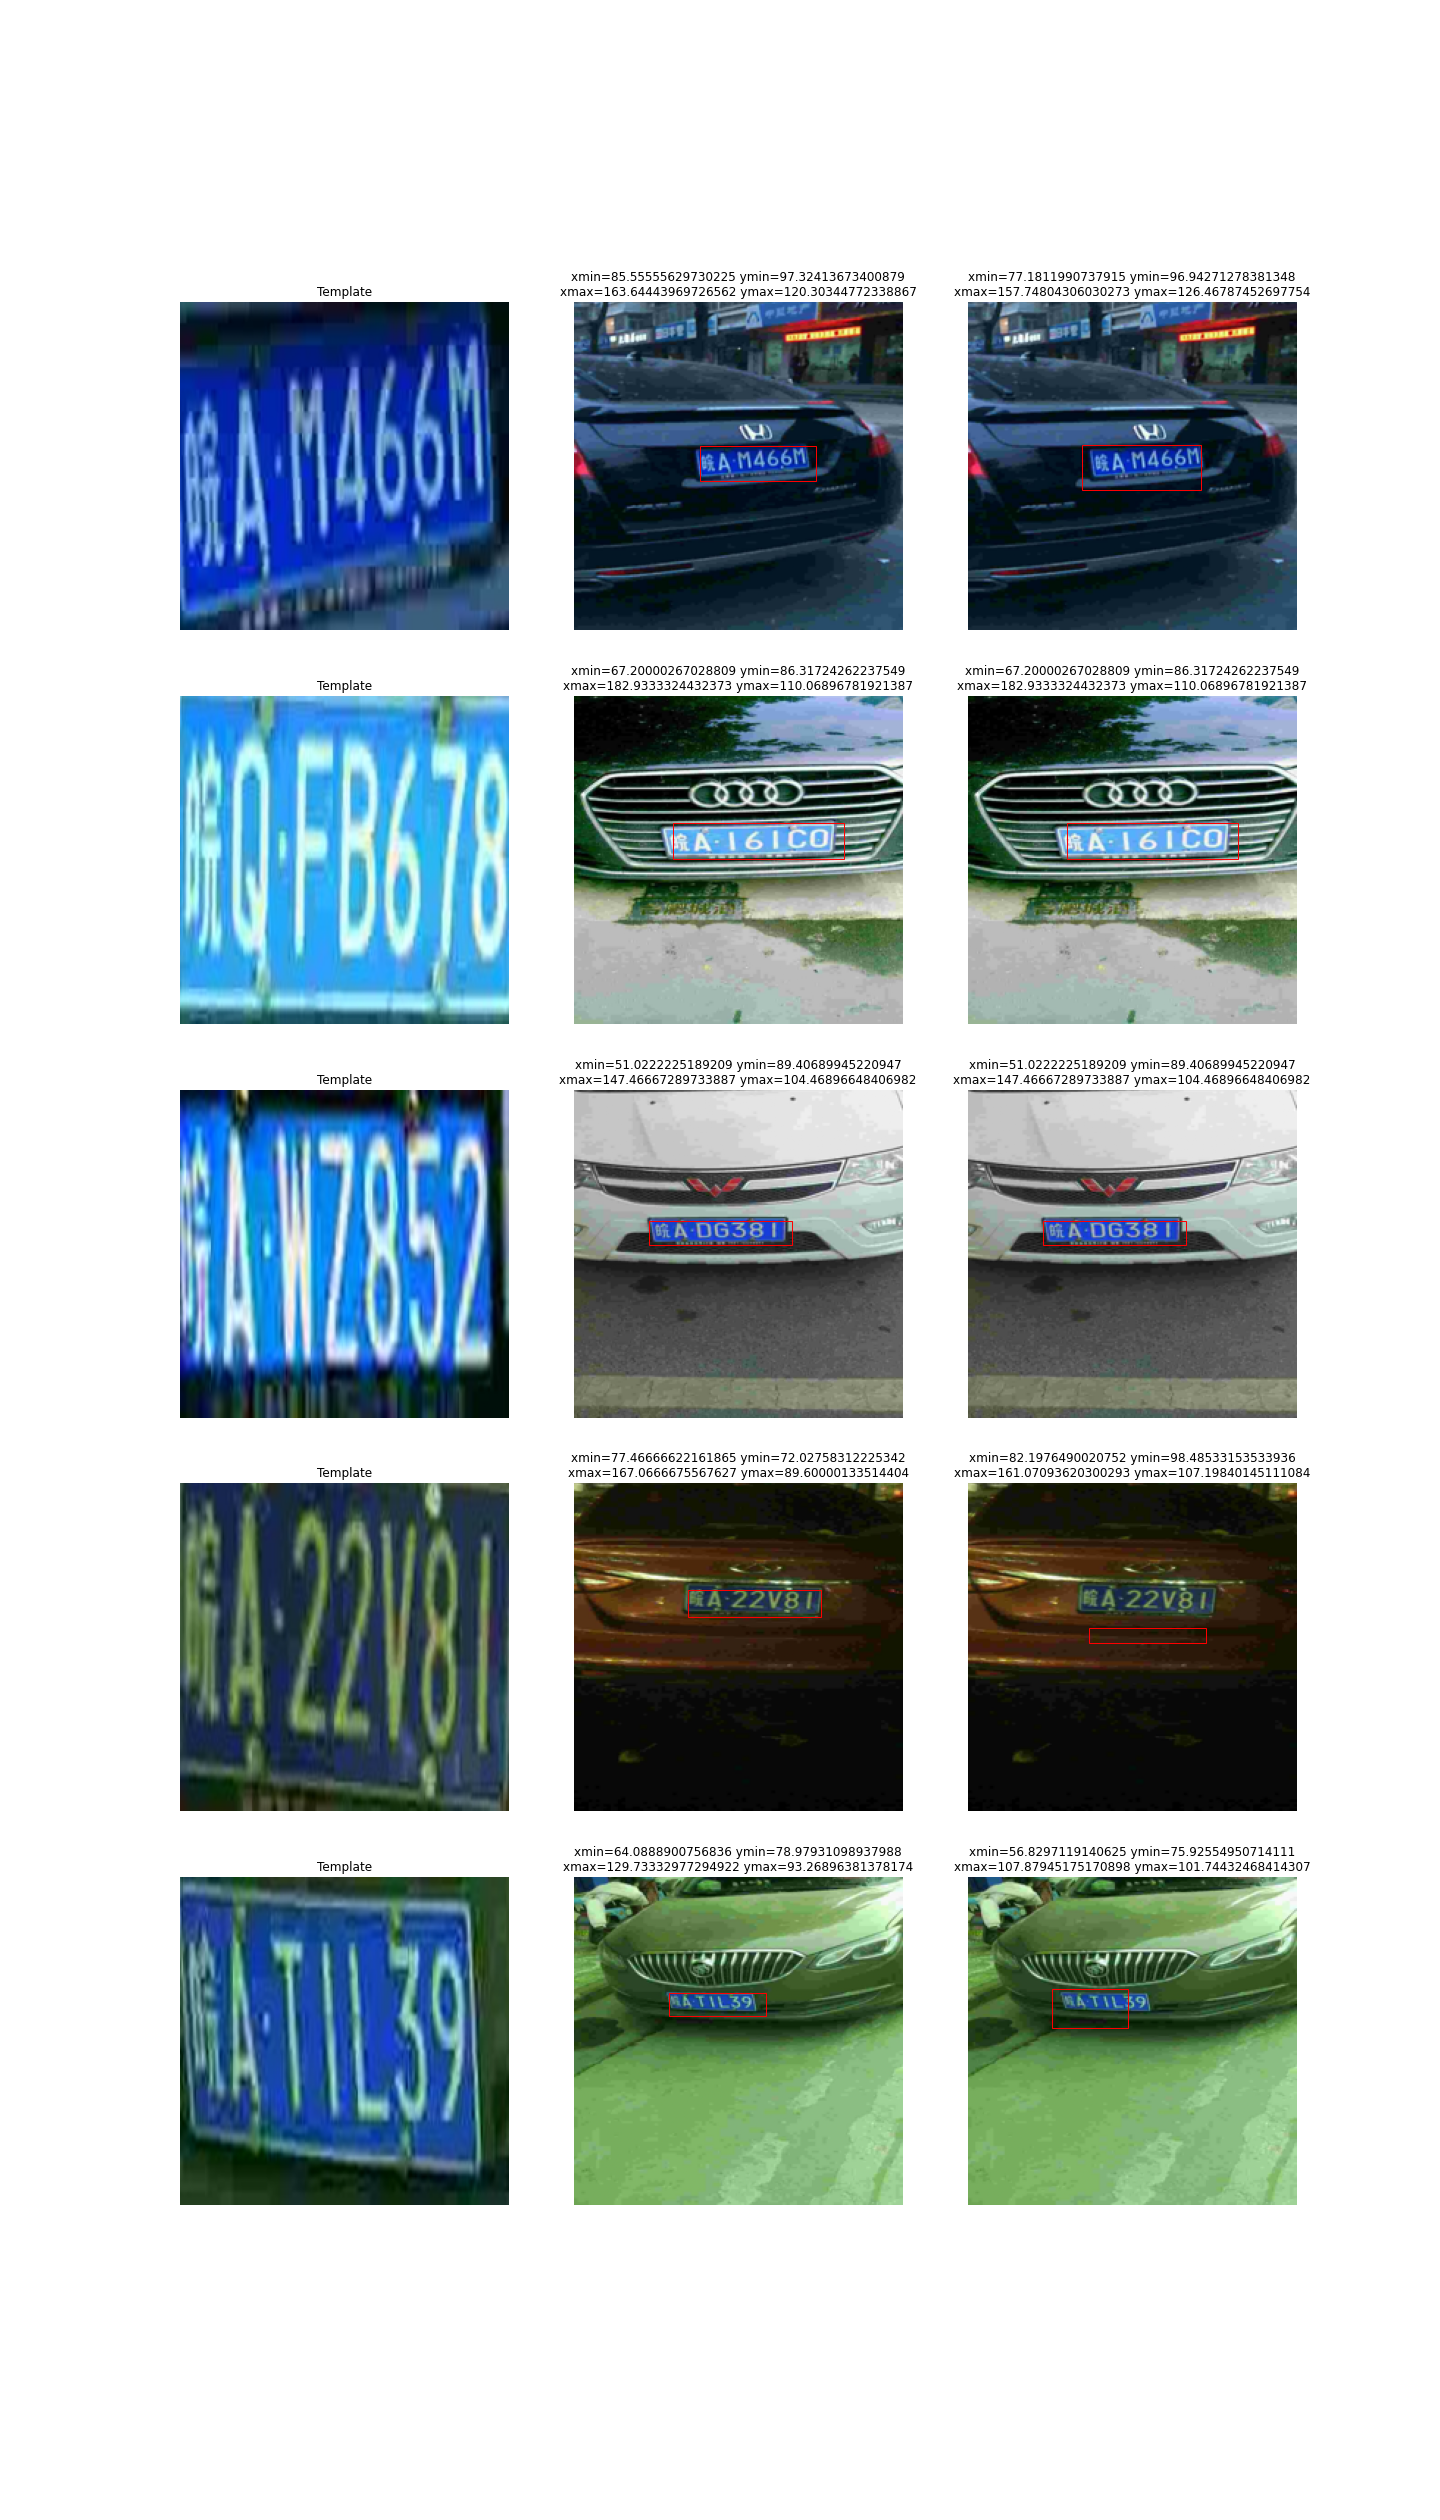 Template
xmin=85.55555629730225 ymin=97.32413673400879
xmax=163.64443969726562 ymax=120.30344772338867
xmin=77.1811990737915 ymin=96.94271278381348
xmax=157.74804306030273 ymax=126.46787452697754
皖A·M466M
皖A·M466M
皖A·M466M
Template
xmin=67.20000267028809 ymin=86.31724262237549
xmax=182.9333324432373 ymax=110.06896781921387
xmin=67.20000267028809 ymin=86.31724262237549
xmax=182.9333324432373 ymax=110.06896781921387
皖Q·FB678
皖A·161CO
皖A·161CO
Template
xmin=51.0222225189209 ymin=89.40689945220947
xmax=147.46667289733887 ymax=104.46896648406982
xmin=51.0222225189209 ymin=89.40689945220947
xmax=147.46667289733887 ymax=104.46896648406982
皖A·WZ852
皖A·DG381
皖A·DG381
Template
xmin=77.46666622161865 ymin=72.02758312225342
xmax=167.0666675567627 ymax=89.60000133514404
xmin=82.1976490020752 ymin=98.48533153533936
xmax=161.07093620300293 ymax=107.19840145111084
皖A·22V81
皖A·22V81
皖A·22V81
Template
xmin=64.0888900756836 ymin=78.97931098937988
xmax=129.73332977294922 ymax=93.26896381378174
xmin=56.8297119140625 ymin=75.92554950714111
xmax=107.87945175170898 ymax=101.74432468414307
皖A·T1L39
皖A·T1L39
皖A·T1L39